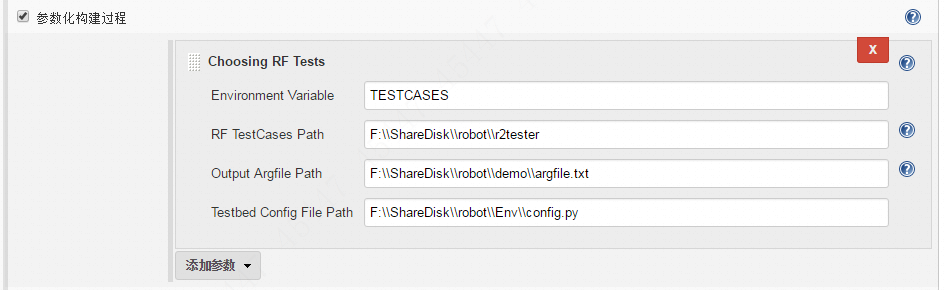 参数化构建过程
Choosing RF Tests
X
Environment Variable
TESTCASES
RF TestCases Path
F:\\ShareDisk\\robot\\r2tester
Output Argfile Path
F:\\ShareDisk\\robot\\demo\\argfile.txt
Testbed Config File Path
F:\\ShareDisk\\robot\\Env\\config.py
添加参数